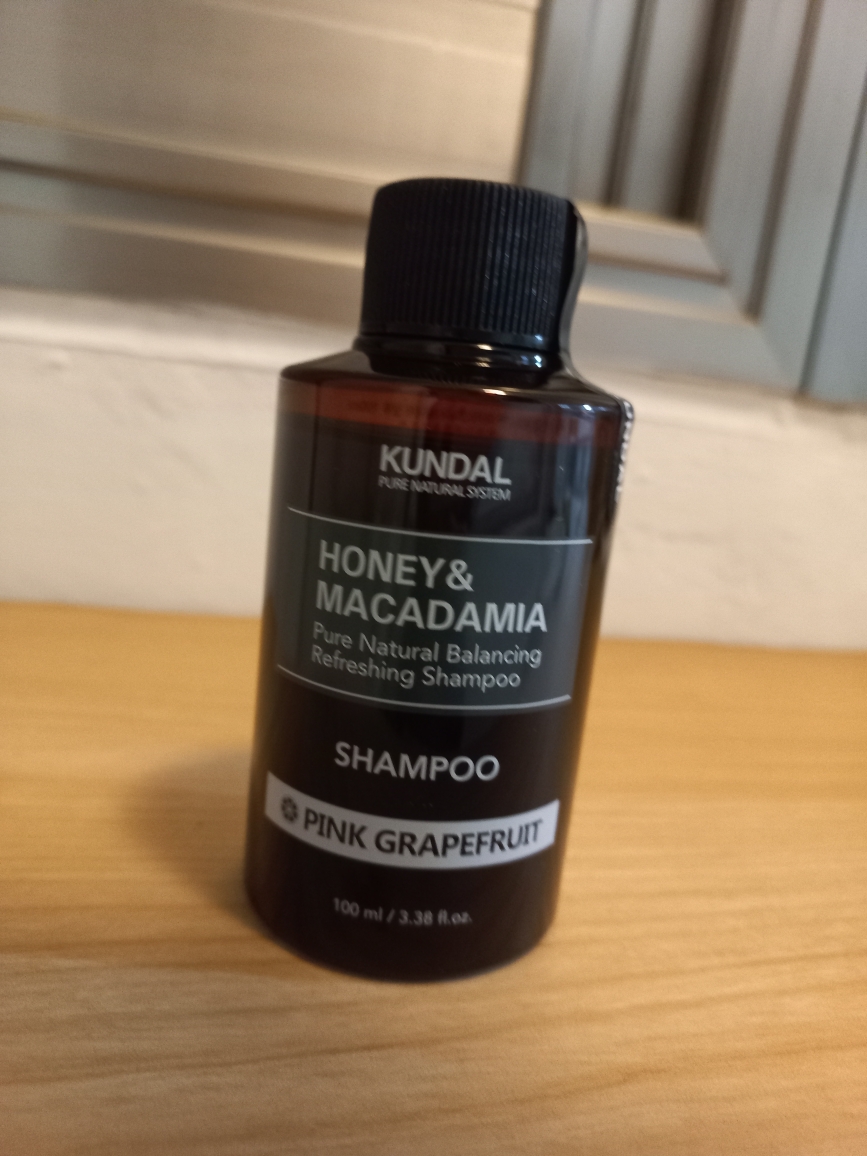 KUNDAL
PURE NATURAL SYSTEM
HONEY&
MACADAMIA
Pure Natural Balancing
Refreshing Shampoo
SHAMPOO
PINK GRAPEFRUIT
100 ml / 3.38 fl.oz.